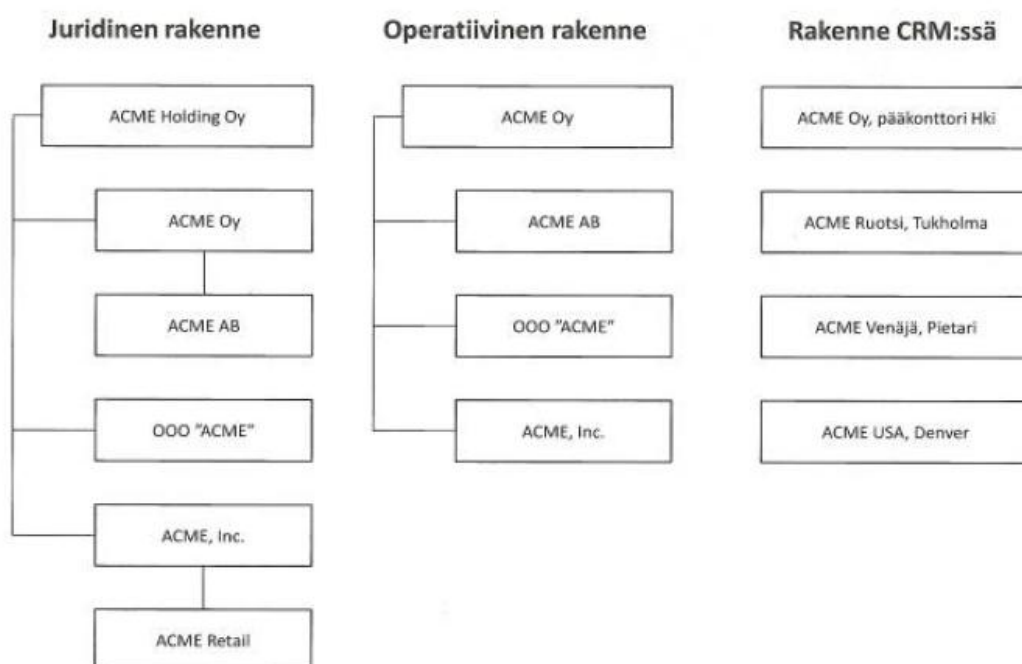 Juridinen rakenne
Operatiivinen rakenne
Rakenne CRM:ssä
ACME Holding Oy
ACME Oy
ACME AB
OOO "ACME"
ACME, Inc.
ACME Retail
ACME Oy
ACME AB
OOO "ACME"
ACME, Inc.
ACME Oy, pääkonttori Hki
ACME Ruotsi, Tukholma
ACME Venäjä, Pietari
ACME USA, Denver